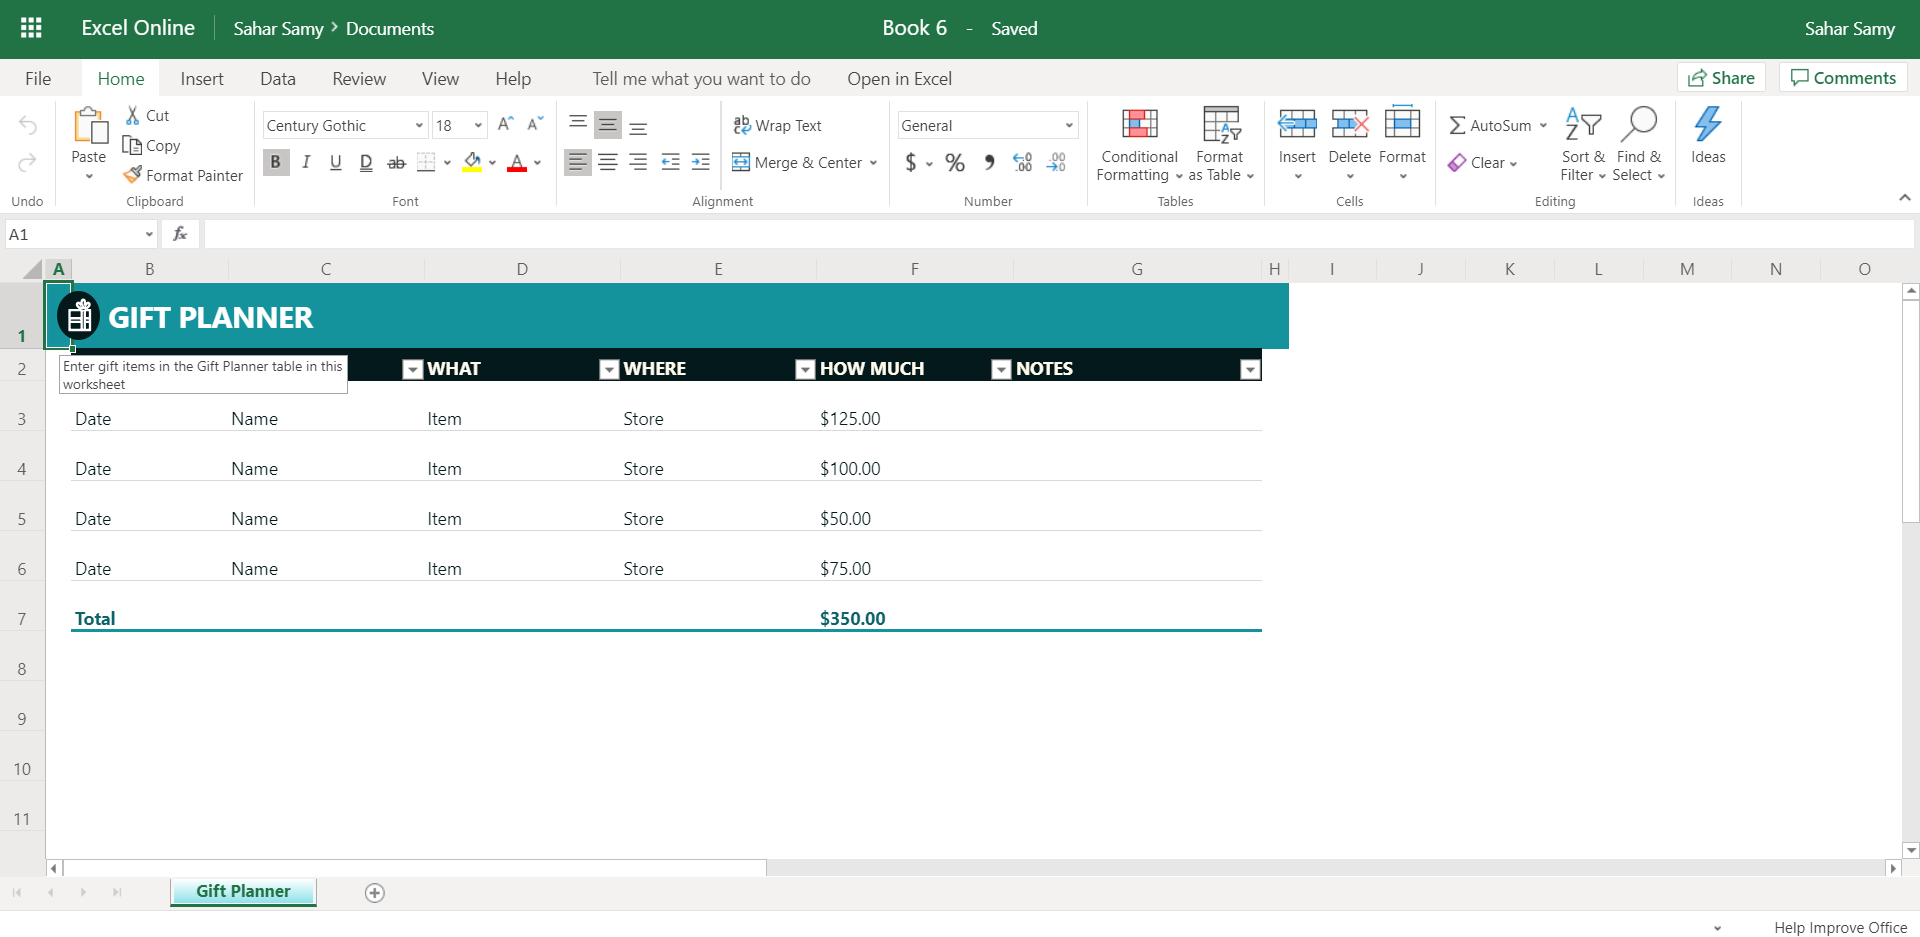 Excel Online Sahar Samy > Documents Book 6 - Saved Sahar Samy
File Home Insert Data Review View Help Tell me what you want to do Open in Excel Share Comments
Undo
Paste
Cut
Copy
Format Painter
Clipboard
Century Gothic 18
B I U D ab
Font
Wrap Text
Merge & Center
Alignment
General
$ % , .00 .00
Number
Conditional Formatting
Format as Table
Tables
Insert Delete Format
Cells
AutoSum
Clear
Sort & Filter
Find & Select
Editing
Ideas
Ideas
A1 fx
A B C D E F G H I J K L M N O
1 GIFT PLANNER
2 WHAT WHERE HOW MUCH NOTES
Enter gift items in the Gift Planner table in this
worksheet
3 Date Name Item Store $125.00
4 Date Name Item Store $100.00
5 Date Name Item Store $50.00
6 Date Name Item Store $75.00
7 Total $350.00
8
9
10
11
Gift Planner
Help Improve Office